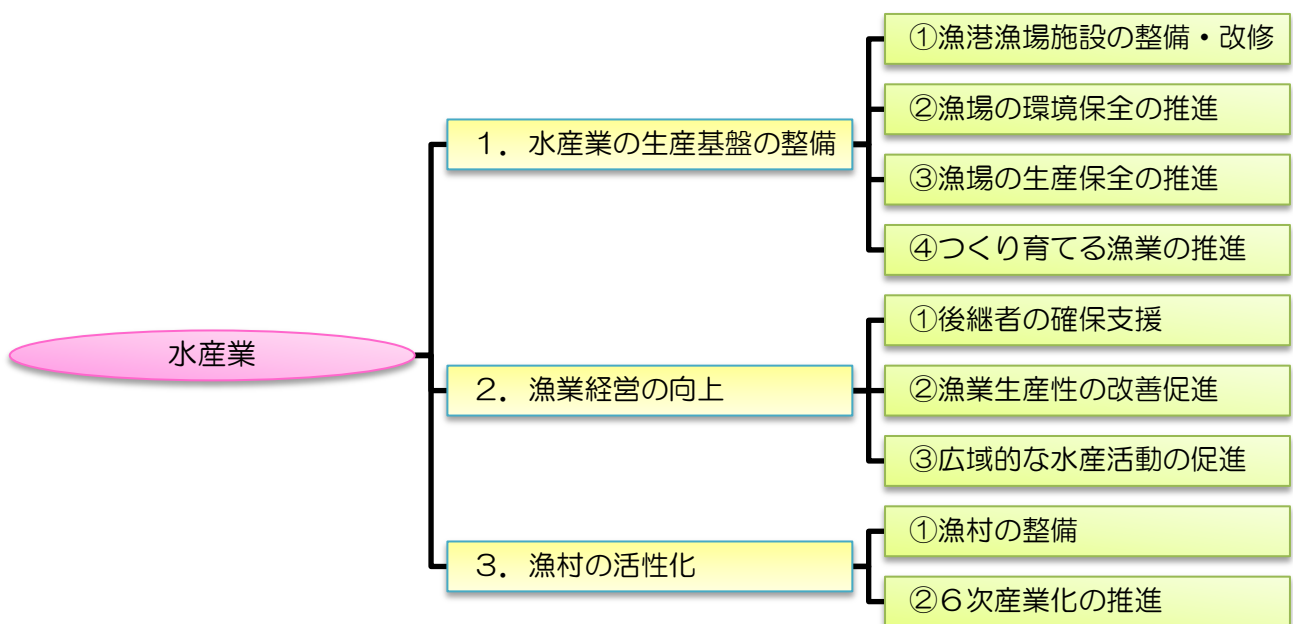 水産業
１．水産業の生産基盤の整備
①漁港漁場施設の整備・改修
②漁場の環境保全の推進
③漁場の生産保全の推進
④つくり育てる漁業の推進
２．漁業経営の向上
①後継者の確保支援
②漁業生産性の改善促進
③広域的な水産活動の促進
３．漁村の活性化
①漁村の整備
②６次産業化の推進